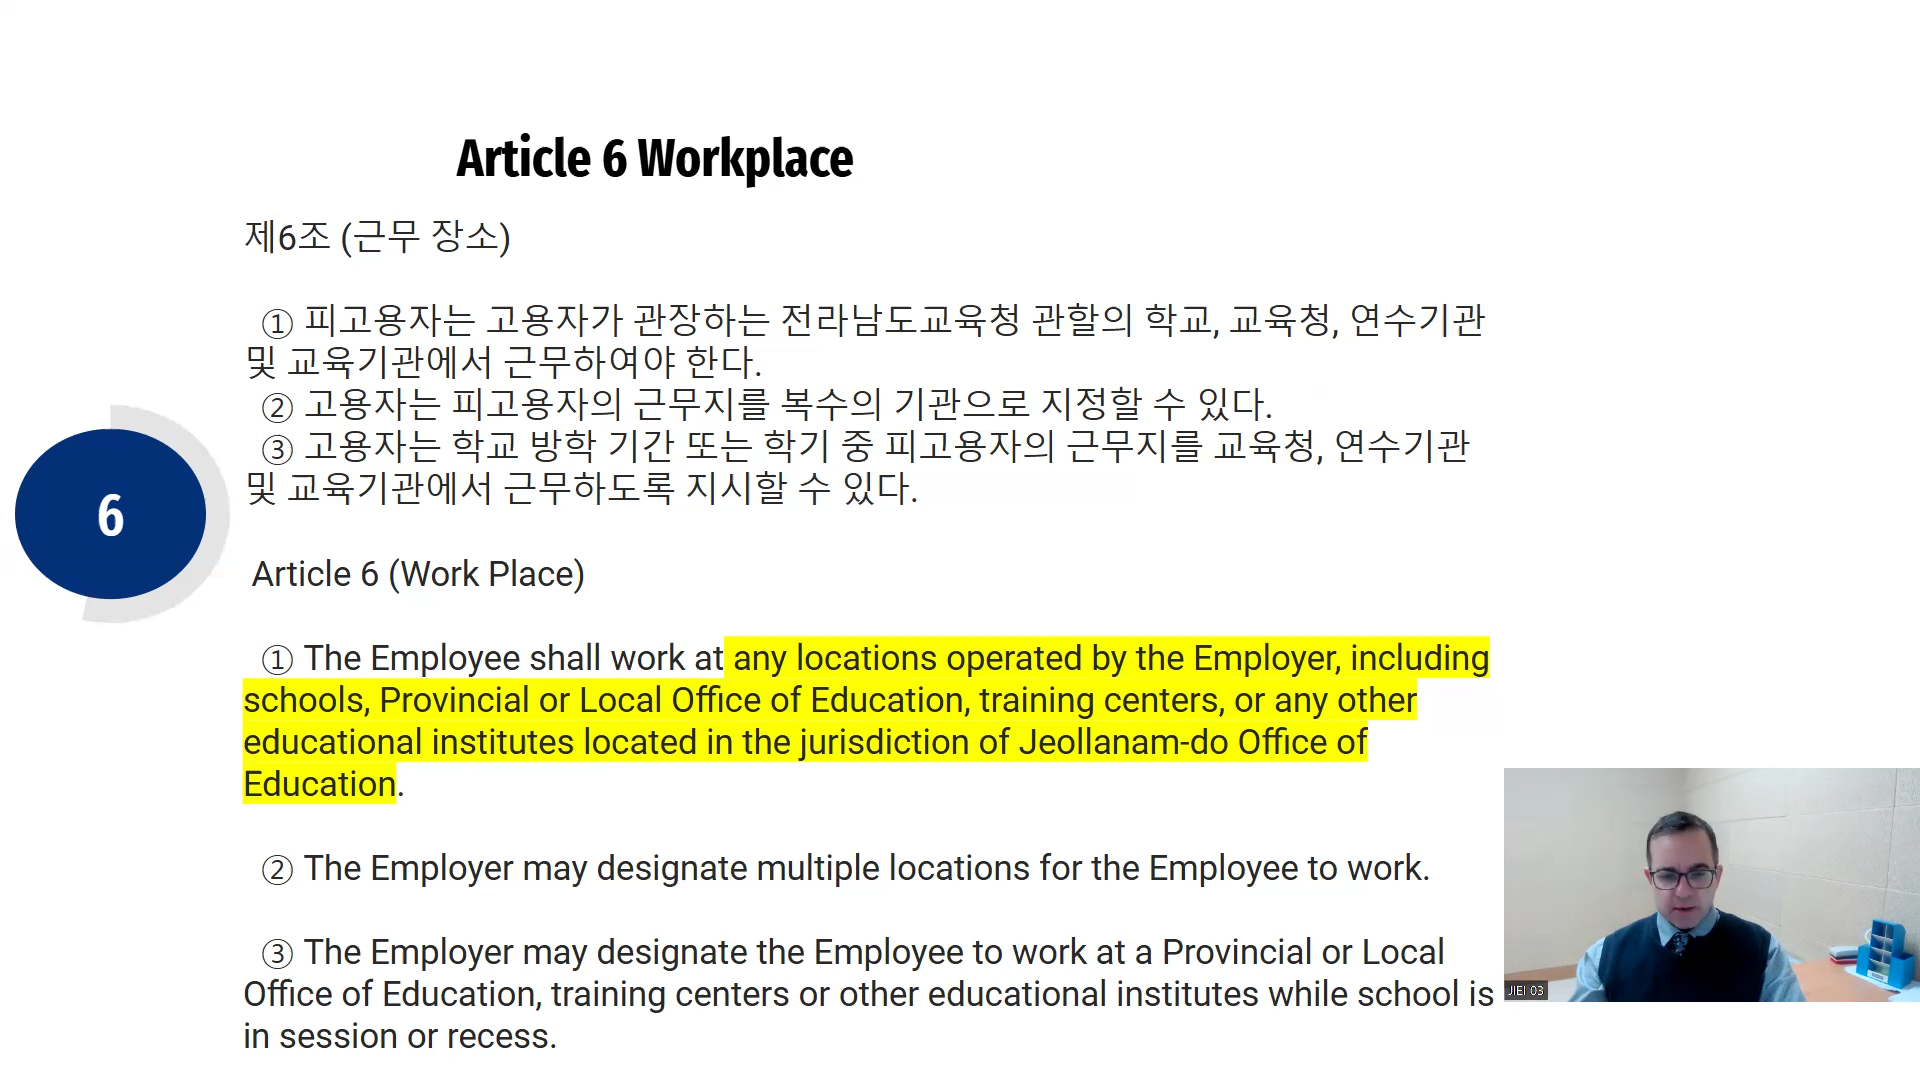 Article 6 Workplace
제6조 (근무 장소)
① 피고용자는 고용자가 관장하는 전라남도교육청 관할의 학교, 교육청, 연수기관
및 교육기관에서 근무하여야 한다.
② 고용자는 피고용자의 근무지를 복수의 기관으로 지정할 수 있다.
③ 고용자는 학교 방학 기간 또는 학기 중 피고용자의 근무지를 교육청, 연수기관
및 교육기관에서 근무하도록 지시할 수 있다.
6
Article 6 (Work Place)
① The Employee shall work at any locations operated by the Employer, including
schools, Provincial or Local Office of Education, training centers, or any other
educational institutes located in the jurisdiction of Jeollanam-do Office of
Education.
② The Employer may designate multiple locations for the Employee to work.
③ The Employer may designate the Employee to work at a Provincial or Local
Office of Education, training centers or other educational institutes while school is
in session or recess.
JIEI 03